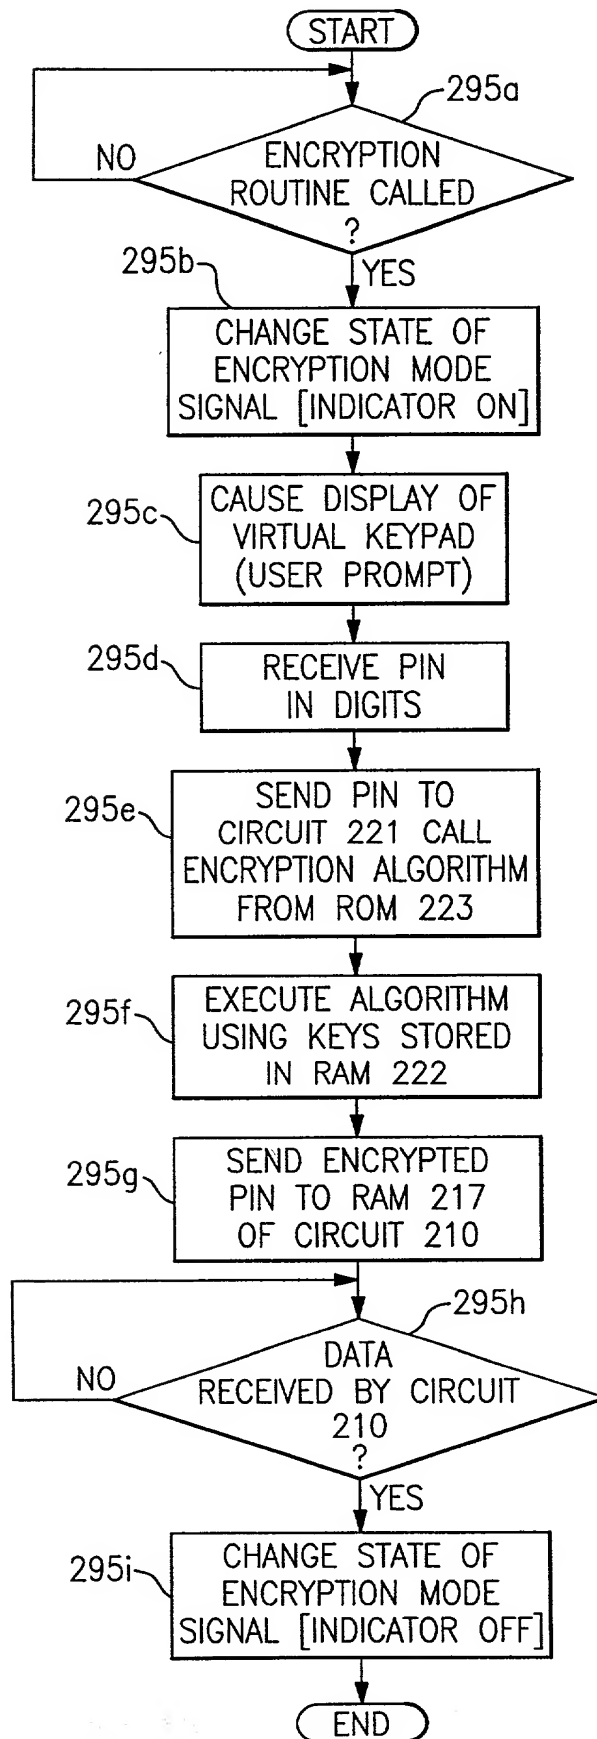 START
295a
NO
ENCRYPTION
ROUTINE CALLED
?
295b
YES
CHANGE STATE OF
ENCRYPTION MODE
SIGNAL [INDICATOR ON]
295c
CAUSE DISPLAY OF
VIRTUAL KEYPAD
(USER PROMPT)
295d
RECEIVE PIN
IN DIGITS
295e
SEND PIN TO
CIRCUIT 221 CALL
ENCRYPTION ALGORITHM
FROM ROM 223
295f
EXECUTE ALGORITHM
USING KEYS STORED
IN RAM 222
295g
SEND ENCRYPTED
PIN TO RAM 217
OF CIRCUIT 210
295h
NO
DATA
RECEIVED BY CIRCUIT
210
?
YES
295i
CHANGE STATE OF
ENCRYPTION MODE
SIGNAL [INDICATOR OFF]
END